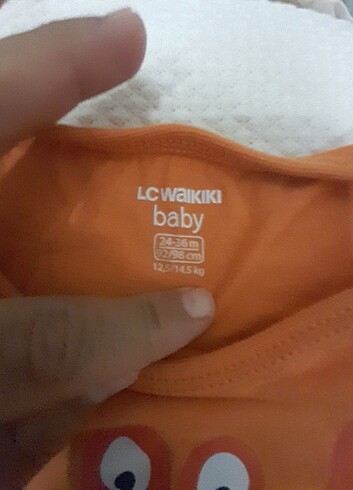 LC WAIKIKI
baby
24-36 m
92/98 cm
12,5/14,5 kg